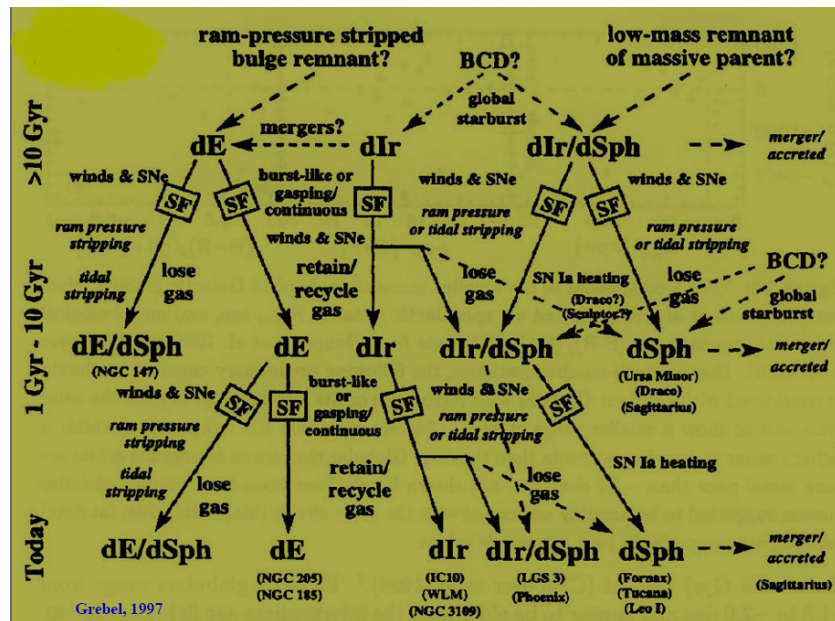 ram-pressure stripped
bulge remnant?
BCD?
low-mass remnant
of massive parent?
global
starburst
>10 Gyr
dE
mergers?
dIr
dIr/dSph
merger/
accreted
winds & SNe
SF
SF
burst-like or
gasping/
continuous
SF
winds & SNe
SF
SF
winds & SNe
ram pressure
stripping
winds & SNe
ram pressure
or tidal stripping
ram pressure
or tidal stripping
tidal
stripping
lose
gas
retain/
recycle
gas
lose
gas
SN Ia heating
(Draco?)
(Sculptor?)
lose
gas
BCD?
global
starburst
1 Gyr - 10 Gyr
dE/dSph
(NGC 147)
dE
dIr
dIr/dSph
dSph
(Ursa Minor)
(Draco)
(Sagittarius)
merger/
accreted
winds & SNe
SF
SF
burst-like
or
gasping/
continuous
SF
winds & SNe
SF
ram pressure
stripping
ram pressure
or tidal stripping
tidal
stripping
lose
gas
retain/
recycle
gas
lose
gas
SN Ia heating
Today
dE/dSph
dE
(NGC 205)
(NGC 185)
dIr
(IC10)
(WLM)
(NGC 3109)
dIr/dSph
(LGS 3)
(Phoenix)
dSph
(Fornax)
(Tucana)
(Leo I)
merger/
accreted
(Sagittarius)
Grebel, 1997